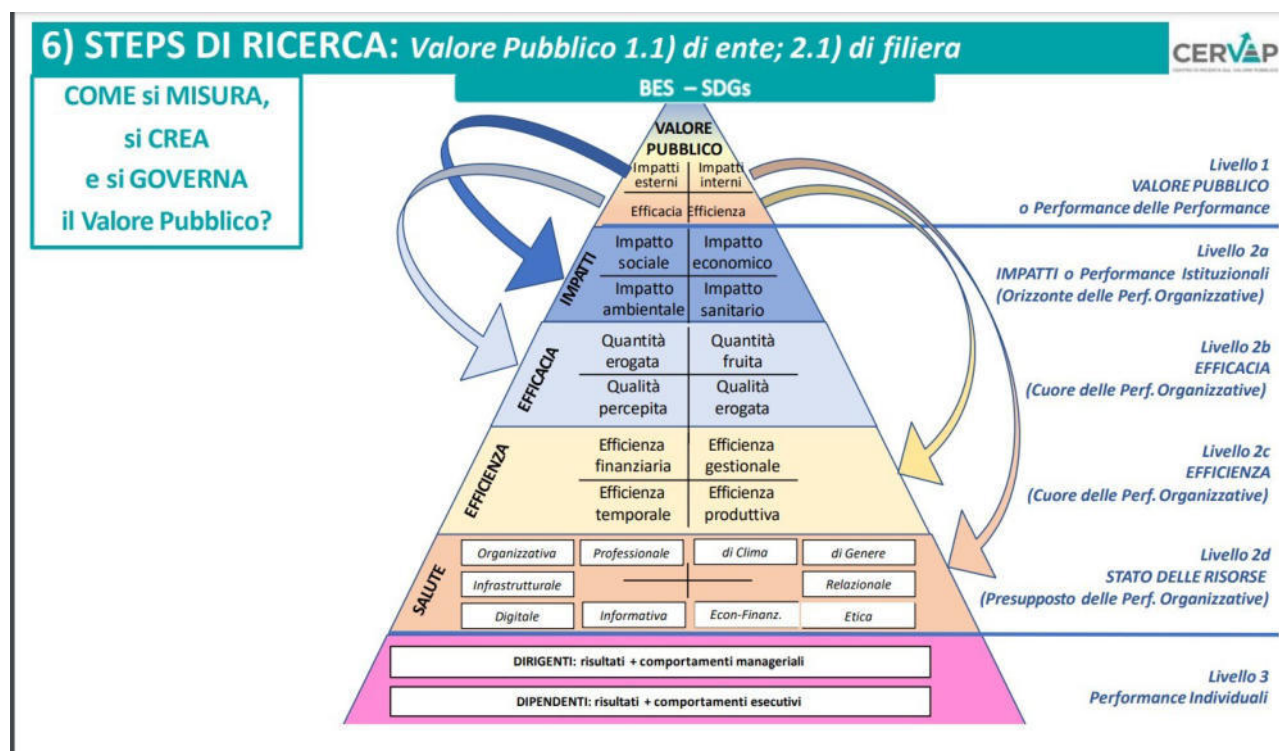 6) STEPS DI RICERCA: Valore Pubblico 1.1) di ente; 2.1) di filiera
CERVAP
CENTRO DI RICERCA SUL VALORE PUBBLICO
COME si MISURA,
si CREA
e si GOVERNA
il Valore Pubblico?
BES – SDGs
VALORE
PUBBLICO
Impatti esterni
Impatti interni
Efficacia
Efficienza
Livello 1
VALORE PUBBLICO
o Performance delle Performance
IMPATTI
Impatto sociale
Impatto economico
Impatto ambientale
Impatto sanitario
Livello 2a
IMPATTI o Performance Istituzionali
(Orizzonte delle Perf. Organizzative)
EFFICACIA
Quantità erogata
Quantità fruita
Qualità percepita
Qualità erogata
Livello 2b
EFFICACIA
(Cuore delle Perf. Organizzative)
EFFICIENZA
Efficienza finanziaria
Efficienza gestionale
Efficienza temporale
Efficienza produttiva
Livello 2c
EFFICIENZA
(Cuore delle Perf. Organizzative)
SALUTE
Organizzativa
Professionale
di Clima
di Genere
Infrastrutturale
Relazionale
Digitale
Informativa
Econ-Finanz.
Etica
Livello 2d
STATO DELLE RISORSE
(Presupposto delle Perf. Organizzative)
DIRIGENTI: risultati + comportamenti manageriali
DIPENDENTI: risultati + comportamenti esecutivi
Livello 3
Performance Individuali